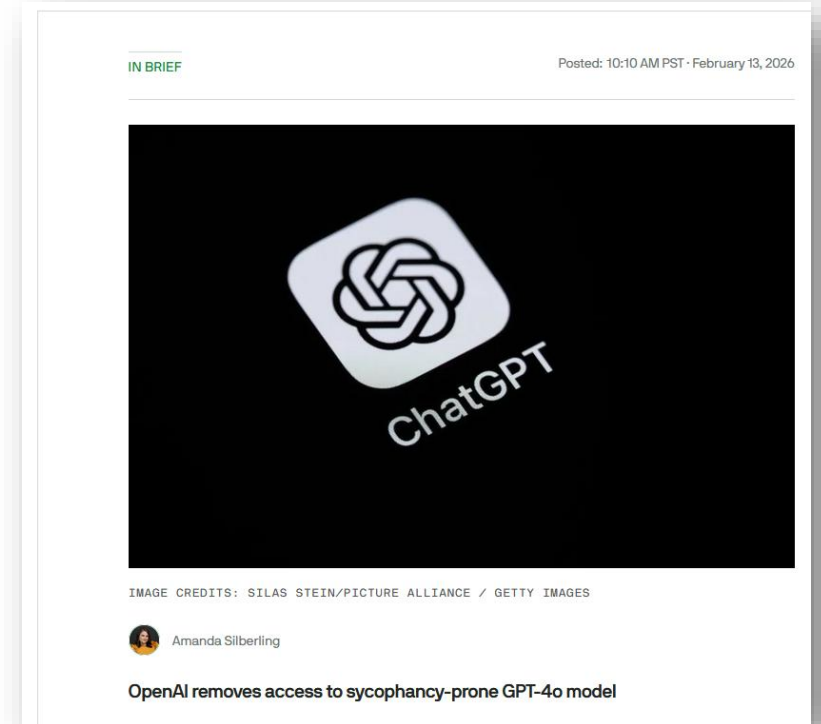 IN BRIEF
Posted: 10:10 AM PST · February 13, 2026
ChatGPT
IMAGE CREDITS: SILAS STEIN/PICTURE ALLIANCE / GETTY IMAGES
Amanda Silberling
OpenAI removes access to sycophancy-prone GPT-4o model